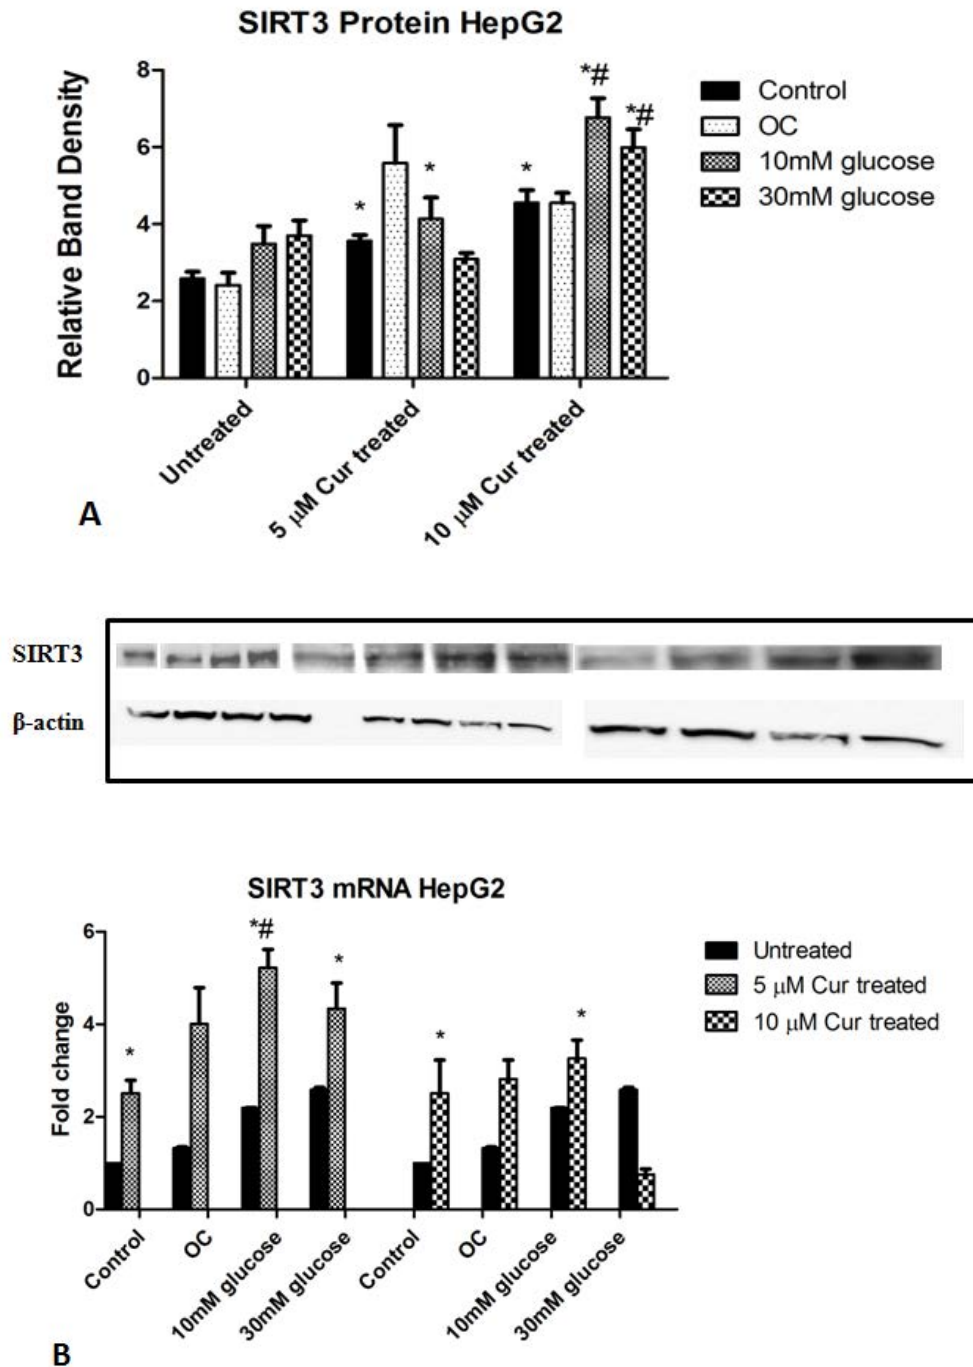 SIRT3 Protein HepG2
Relative Band Density
8
6
4
2
0
*
*
*
*#
*#
Control
OC
10mM glucose
30mM glucose
Untreated
5 μM Cur treated
10 μM Cur treated
A
SIRT3
β-actin
SIRT3 mRNA HepG2
Fold change
6
4
2
0
*
*#
*
*
*
Untreated
5 μM Cur treated
10 μM Cur treated
Control
OC
10mM glucose
30mM glucose
Control
OC
10mM glucose
30mM glucose
B